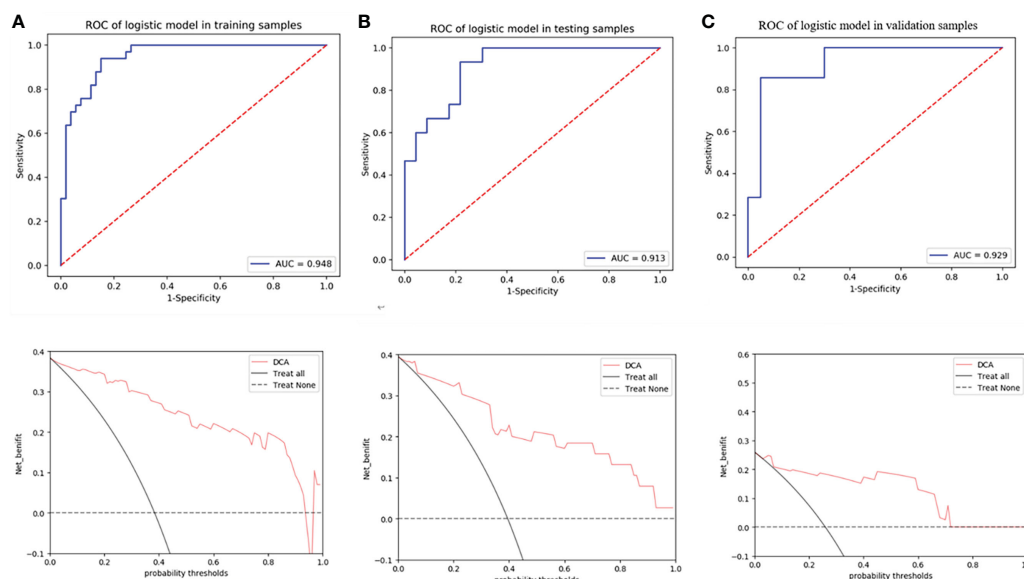 A
ROC of logistic model in training samples
1.0
0.8
0.6
0.4
0.2
0.0
Sensitivity
AUC = 0.948
0.0 0.2 0.4 0.6 0.8 1.0
1-Specificity
B
ROC of logistic model in testing samples
1.0
0.8
0.6
0.4
0.2
0.0
Sensitivity
AUC = 0.913
0.0 0.2 0.4 0.6 0.8 1.0
1-Specificity
C
ROC of logistic model in validation samples
1.0
0.8
0.6
0.4
0.2
0.0
Sensitivity
AUC = 0.929
0.0 0.2 0.4 0.6 0.8 1.0
1-Specificity
0.4
0.3
0.2
0.1
0.0
-0.1
Net_benifit
DCA
Treat all
Treat None
0.0 0.2 0.4 0.6 0.8 1.0
probability thresholds
0.4
0.3
0.2
0.1
0.0
-0.1
Net_benifit
DCA
Treat all
Treat None
0.0 0.2 0.4 0.6 0.8 1.0
probability thresholds
0.6
0.5
0.4
0.3
0.2
0.1
0.0
-0.1
Net_benifit
DCA
Treat all
Treat None
0.0 0.2 0.4 0.6 0.8
probability thresholds